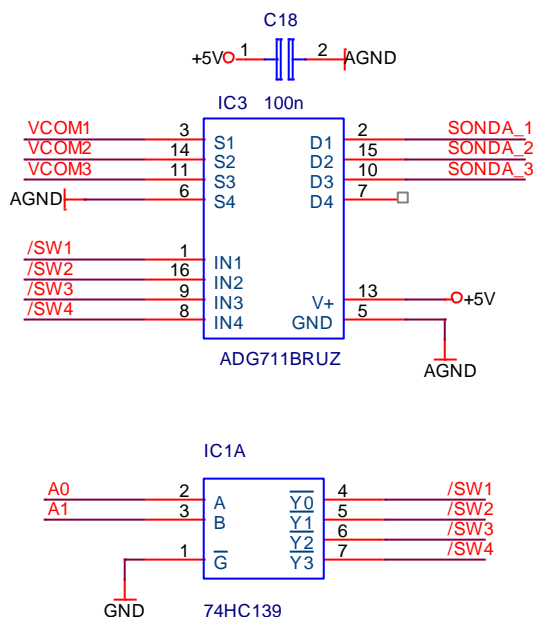 C18
+5V 1 2 AGND
IC3 100n
VCOM1 3 S1 D1 2 SONDA_1
VCOM2 14 S2 D2 15 SONDA_2
VCOM3 11 S3 D3 10 SONDA_3
AGND 6 S4 D4 7
/SW1 1 IN1
/SW2 16 IN2
/SW3 9 IN3 V+ 13 +5V
/SW4 8 IN4 GND 5
ADG711BRUZ
AGND
IC1A
A0 2 A Y0 4 /SW1
A1 3 B Y1 5 /SW2
Y2 6 /SW3
1 G Y3 7 /SW4
GND
74HC139